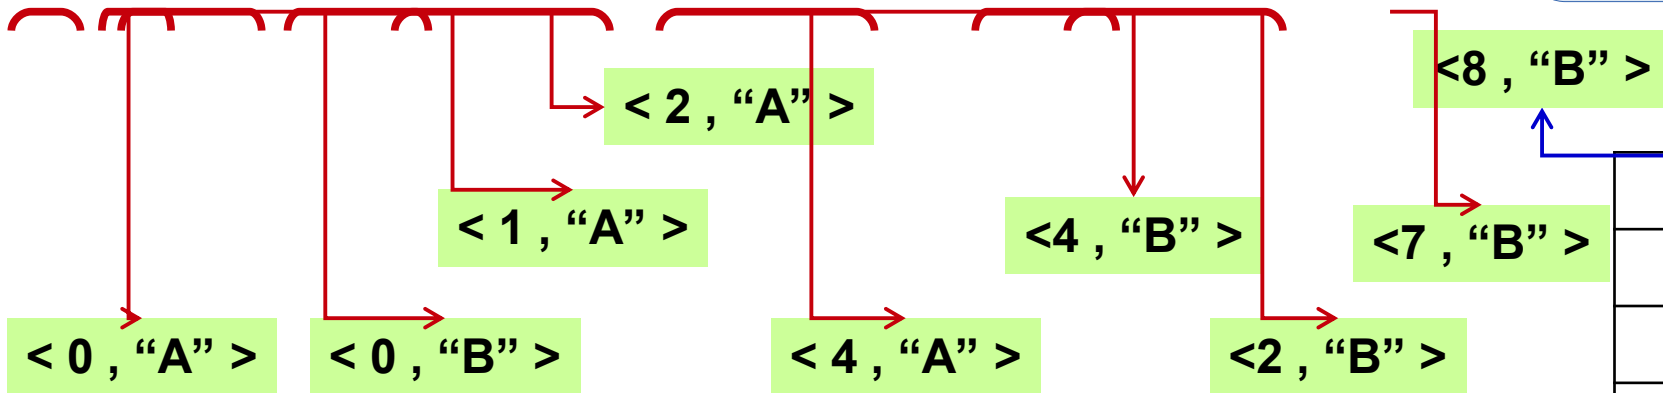 <8 , “B” >
< 2 , “A” >
< 1 , “A” >
<4 , “B” >
<7 , “B” >
< 0 , “A” >
< 0 , “B” >
< 4 , “A” >
<2 , “B” >